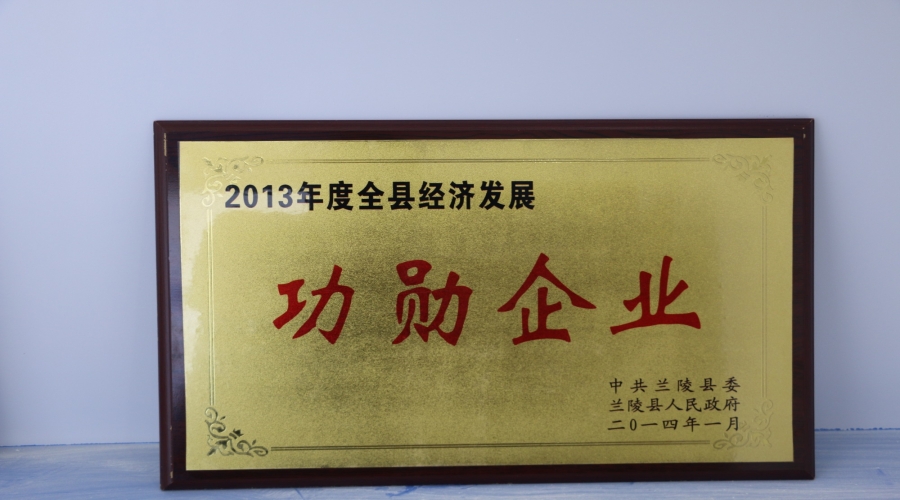 2013年度全县经济发展
功勋企业
中共兰陵县委
兰陵县人民政府
二0一四年一月